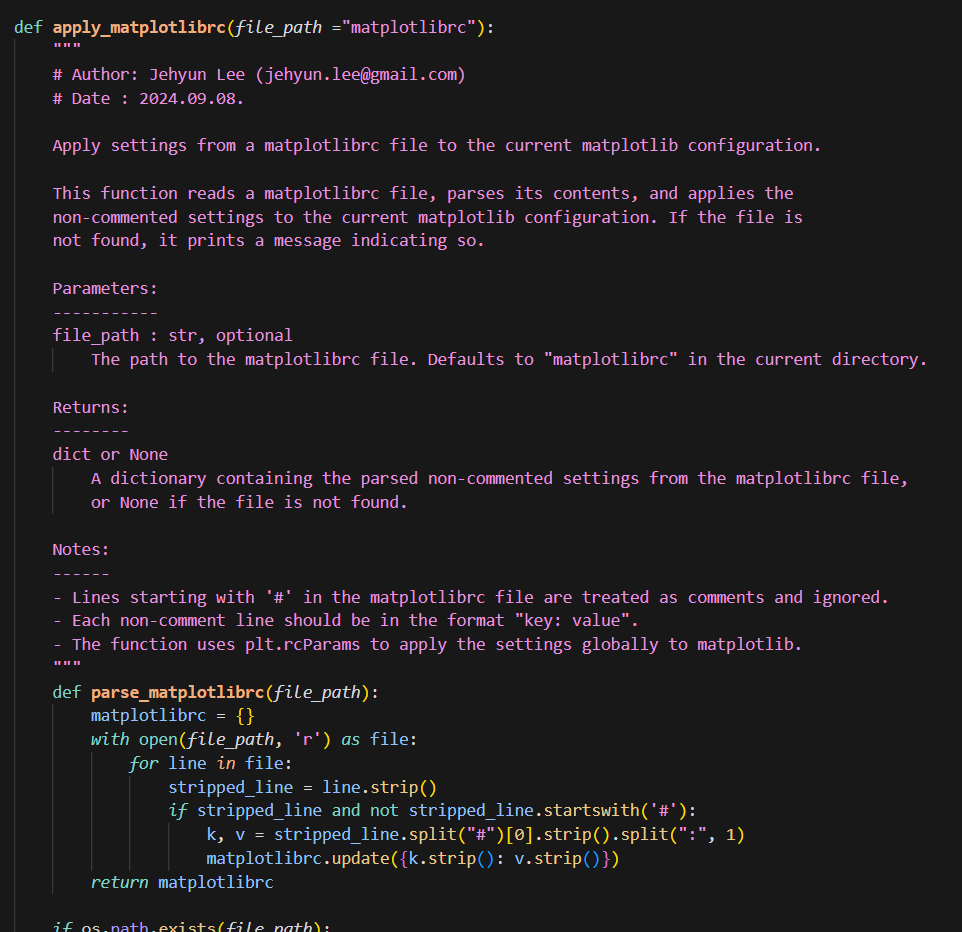 def apply_matplotlibrc(file_path ="matplotlibrc"):
"""
# Author: Jehyun Lee (jehyun.lee@gmail.com)
# Date : 2024.09.08.
Apply settings from a matplotlibrc file to the current matplotlib configuration.
This function reads a matplotlibrc file, parses its contents, and applies the
non-commented settings to the current matplotlib configuration. If the file is
not found, it prints a message indicating so.
Parameters:
-----------
file_path : str, optional
The path to the matplotlibrc file. Defaults to "matplotlibrc" in the current directory.
Returns:
--------
dict or None
A dictionary containing the parsed non-commented settings from the matplotlibrc file,
or None if the file is not found.
Notes:
------
- Lines starting with '#' in the matplotlibrc file are treated as comments and ignored.
- Each non-comment line should be in the format "key: value".
- The function uses plt.rcParams to apply the settings globally to matplotlib.
"""
def parse_matplotlibrc(file_path):
matplotlibrc = {}
with open(file_path, 'r') as file:
for line in file:
stripped_line = line.strip()
if stripped_line and not stripped_line.startswith('#'):
k, v = stripped_line.split("#")[0].strip().split(":", 1)
matplotlibrc.update({k.strip(): v.strip()})
return matplotlibrc
if os.path.exists(file_path):